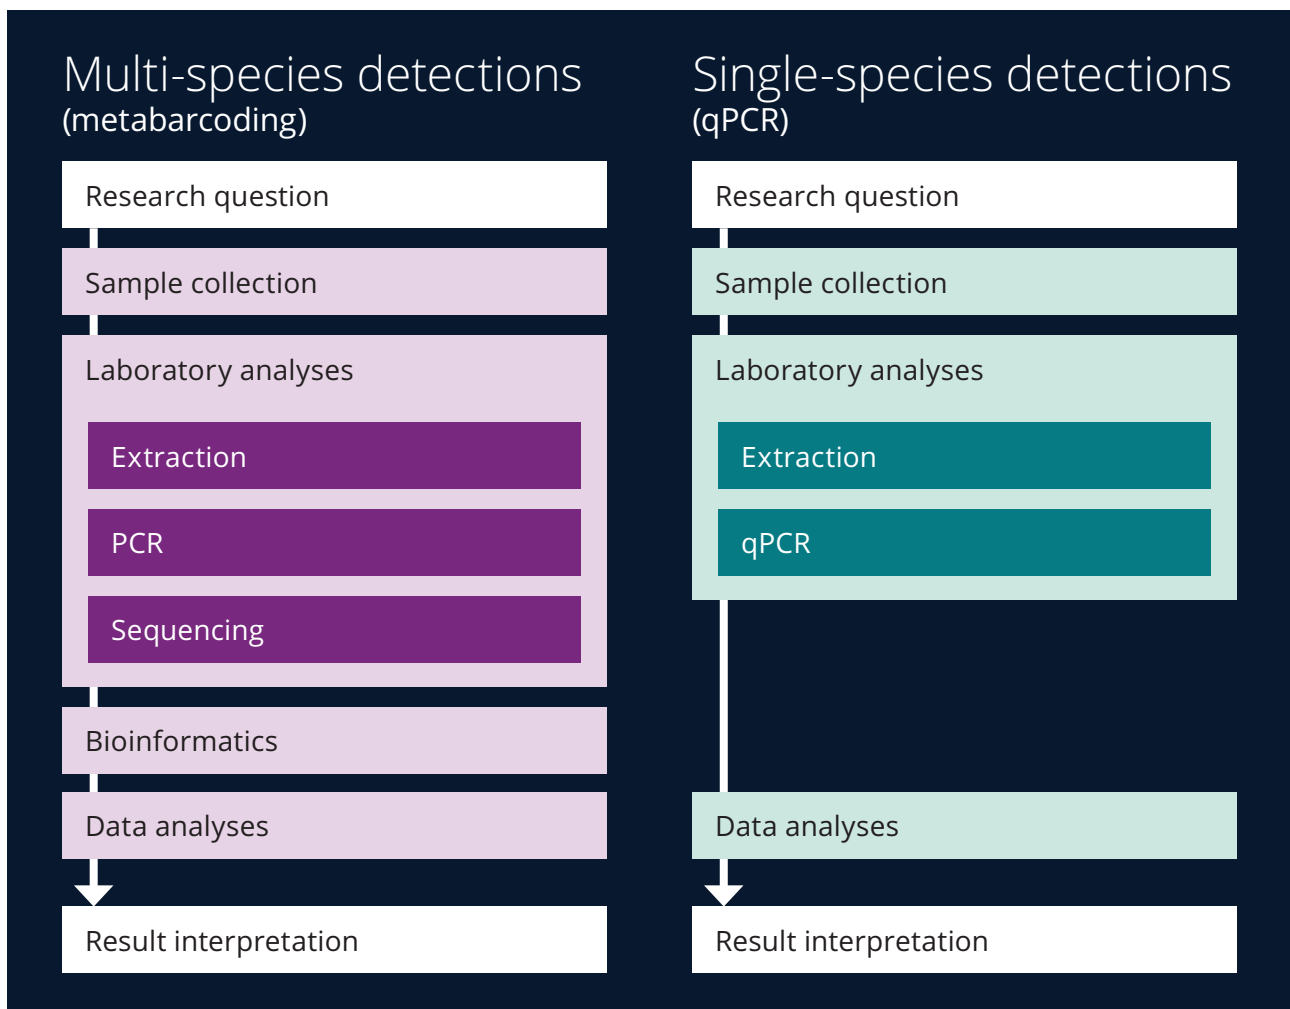 Multi-species detections
(metabarcoding)
Research question
Sample collection
Laboratory analyses
Extraction
PCR
Sequencing
Bioinformatics
Data analyses
Result interpretation
Single-species detections
(qPCR)
Research question
Sample collection
Laboratory analyses
Extraction
qPCR
Data analyses
Result interpretation